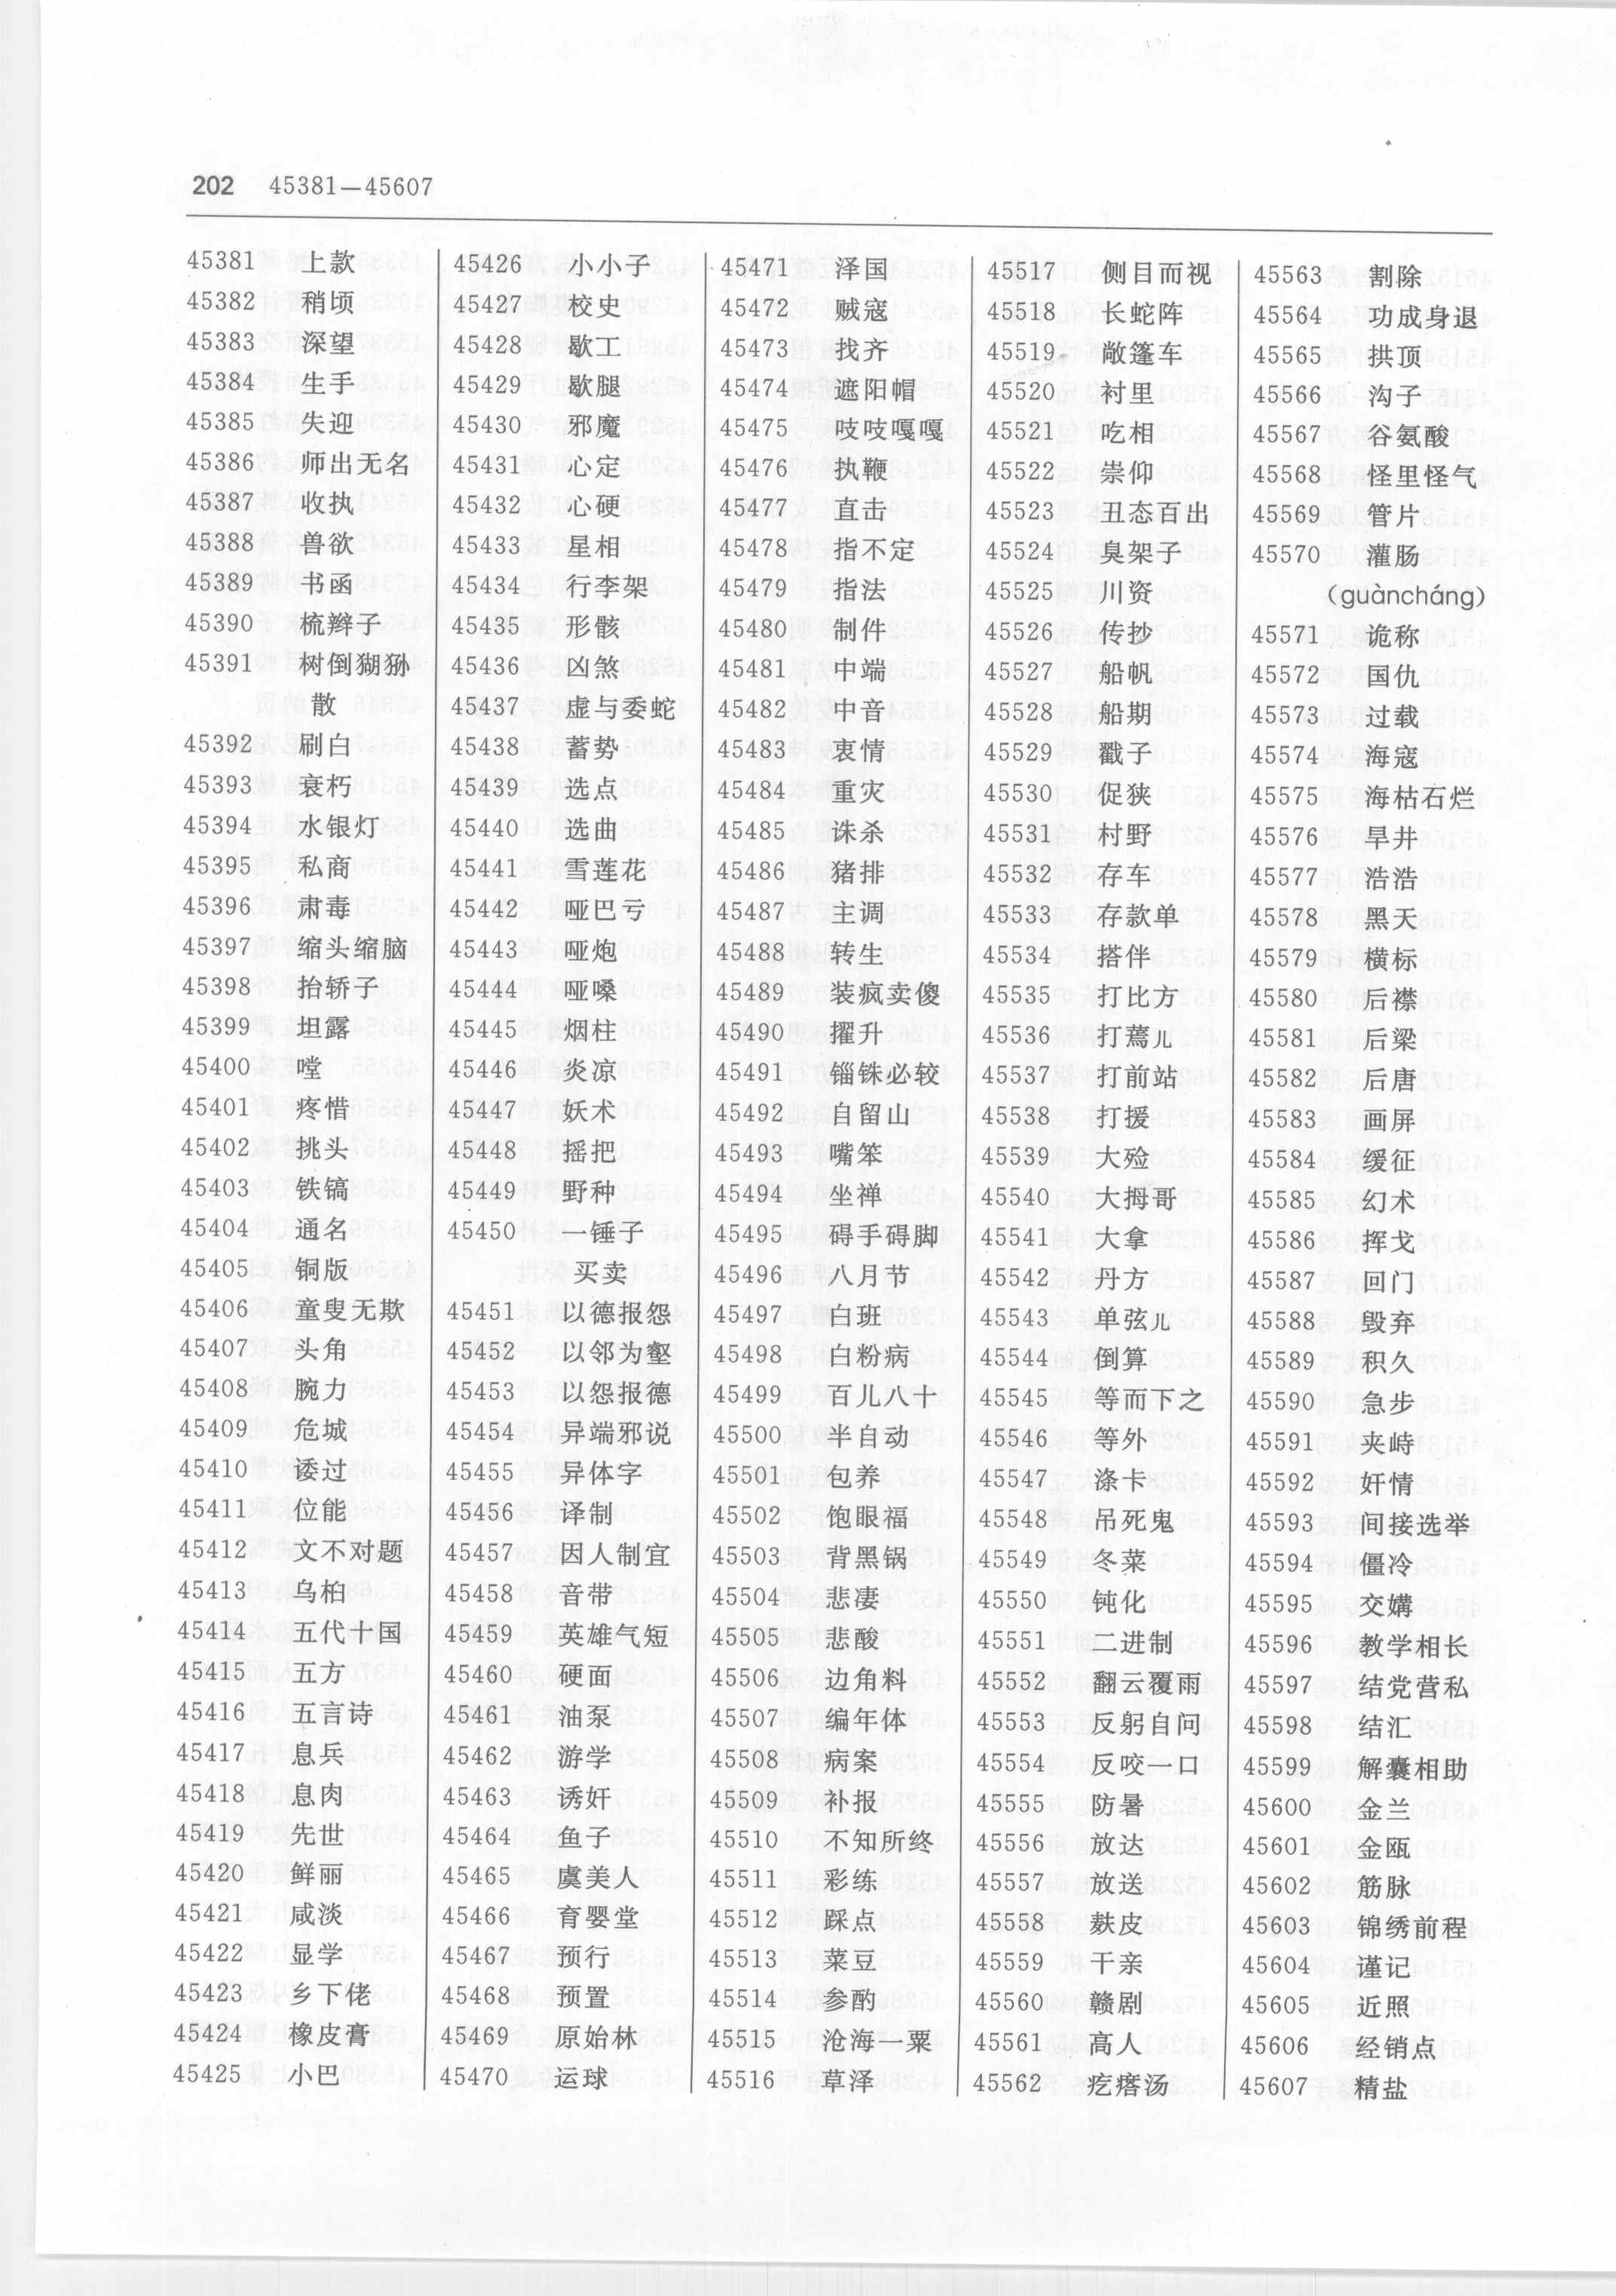 202 45381—45607
45381 上款
45382 稍顷
45383 深望
45384 生手
45385 失迎
45386 师出无名
45387 收执
45388 兽欲
45389 书函
45390 梳辫子
45391 树倒猢狲
散
45392 刷白
45393 衰朽
45394 水银灯
45395 私商
45396 肃毒
45397 缩头缩脑
45398 抬轿子
45399 坦露
45400 嘡
45401 疼惜
45402 挑头
45403 铁镐
45404 通名
45405 铜版
45406 童叟无欺
45407 头角
45408 腕力
45409 危城
45410 诿过
45411 位能
45412 文不对题
45413 乌桕
45414 五代十国
45415 五方
45416 五言诗
45417 息兵
45418 息肉
45419 先世
45420 鲜丽
45421 咸淡
45422 显学
45423 乡下佬
45424 橡皮膏
45425 小巴
45426 小小子
45427 校史
45428 歇工
45429 歇腿
45430 邪魔
45431 心定
45432 心硬
45433 星相
45434 行李架
45435 形骸
45436 凶煞
45437 虚与委蛇
45438 蓄势
45439 选点
45440 选曲
45441 雪莲花
45442 哑巴亏
45443 哑炮
45444 哑嗓
45445 烟柱
45446 炎凉
45447 妖术
45448 摇把
45449 野种
45450 一锤子
买卖
45451 以德报怨
45452 以邻为壑
45453 以怨报德
45454 异端邪说
45455 异体字
45456 译制
45457 因人制宜
45458 音带
45459 英雄气短
45460 硬面
45461 油泵
45462 游学
45463 诱奸
45464 鱼子
45465 虞美人
45466 育婴堂
45467 预行
45468 预置
45469 原始林
45470 运球
45471 泽国
45472 贼寇
45473 找齐
45474 遮阳帽
45475 吱吱嘎嘎
45476 执鞭
45477 直击
45478 指不定
45479 指法
45480 制件
45481 中端
45482 中音
45483 衷情
45484 重灾
45485 诛杀
45486 猪排
45487 主调
45488 转生
45489 装疯卖傻
45490 擢升
45491 锱铢必较
45492 自留山
45493 嘴笨
45494 坐禅
45495 碍手碍脚
45496 八月节
45497 白班
45498 白粉病
45499 百儿八十
45500 半自动
45501 包养
45502 饱眼福
45503 背黑锅
45504 悲凄
45505 悲酸
45506 边角料
45507 编年体
45508 病案
45509 补报
45510 不知所终
45511 彩练
45512 踩点
45513 菜豆
45514 参酌
45515 沧海一粟
45516 草泽
45517 侧目而视
45518 长蛇阵
45519 敞篷车
45520 衬里
45521 吃相
45522 崇仰
45523 丑态百出
45524 臭架子
45525 川资
45526 传抄
45527 船帆
45528 船期
45529 戳子
45530 促狭
45531 村野
45532 存车
45533 存款单
45534 搭伴
45535 打比方
45536 打蔫儿
45537 打前站
45538 打援
45539 大殓
45540 大拇哥
45541 大拿
45542 丹方
45543 单弦儿
45544 倒算
45545 等而下之
45546 等外
45547 涤卡
45548 吊死鬼
45549 冬菜
45550 钝化
45551 二进制
45552 翻云覆雨
45553 反躬自问
45554 反咬一口
45555 防暑
45556 放达
45557 放送
45558 麸皮
45559 干亲
45560 赣剧
45561 高人
45562 疙瘩汤
45563 割除
45564 功成身退
45565 拱顶
45566 沟子
45567 谷氨酸
45568 怪里怪气
45569 管片
45570 灌肠
(guàncháng)
45571 诡称
45572 国仇
45573 过载
45574 海寇
45575 海枯石烂
45576 旱井
45577 浩浩
45578 黑天
45579 横标
45580 后襟
45581 后梁
45582 后唐
45583 画屏
45584 缓征
45585 幻术
45586 挥戈
45587 回门
45588 毁弃
45589 积久
45590 急步
45591 夹峙
45592 奸情
45593 间接选举
45594 僵冷
45595 交媾
45596 教学相长
45597 结党营私
45598 结汇
45599 解囊相助
45600 金兰
45601 金瓯
45602 筋脉
45603 锦绣前程
45604 谨记
45605 近照
45606 经销点
45607 精盐